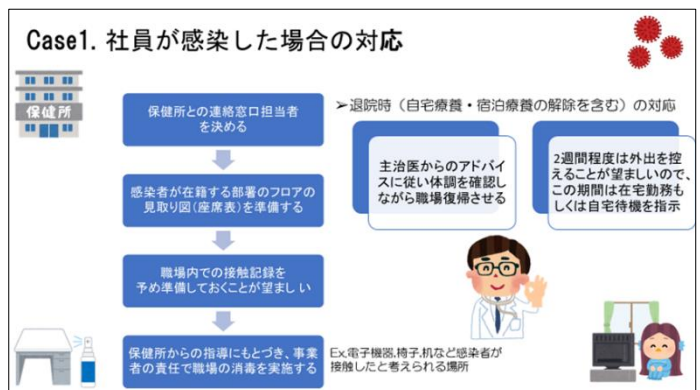 Case1. 社員が感染した場合の対応
保健所
保健所との連絡窓口担当者
を決める
感染者が在籍する部署のフロアの
見取り図(座席表)を準備する
職場内での接触記録を
予め準備しておくことが望ましい
保健所からの指導にもとづき、事業
者の責任で職場の消毒を実施する
➢退院時（自宅療養・宿泊療養の解除を含む）の対応
主治医からのアドバイ
スに従い体調を確認し
ながら職場復帰させる
2週間程度は外出を控
えることが望ましいので、
この期間は在宅勤務も
しくは自宅待機を指示
Ex,電子機器,椅子,机など感染者が
接触したと考えられる場所